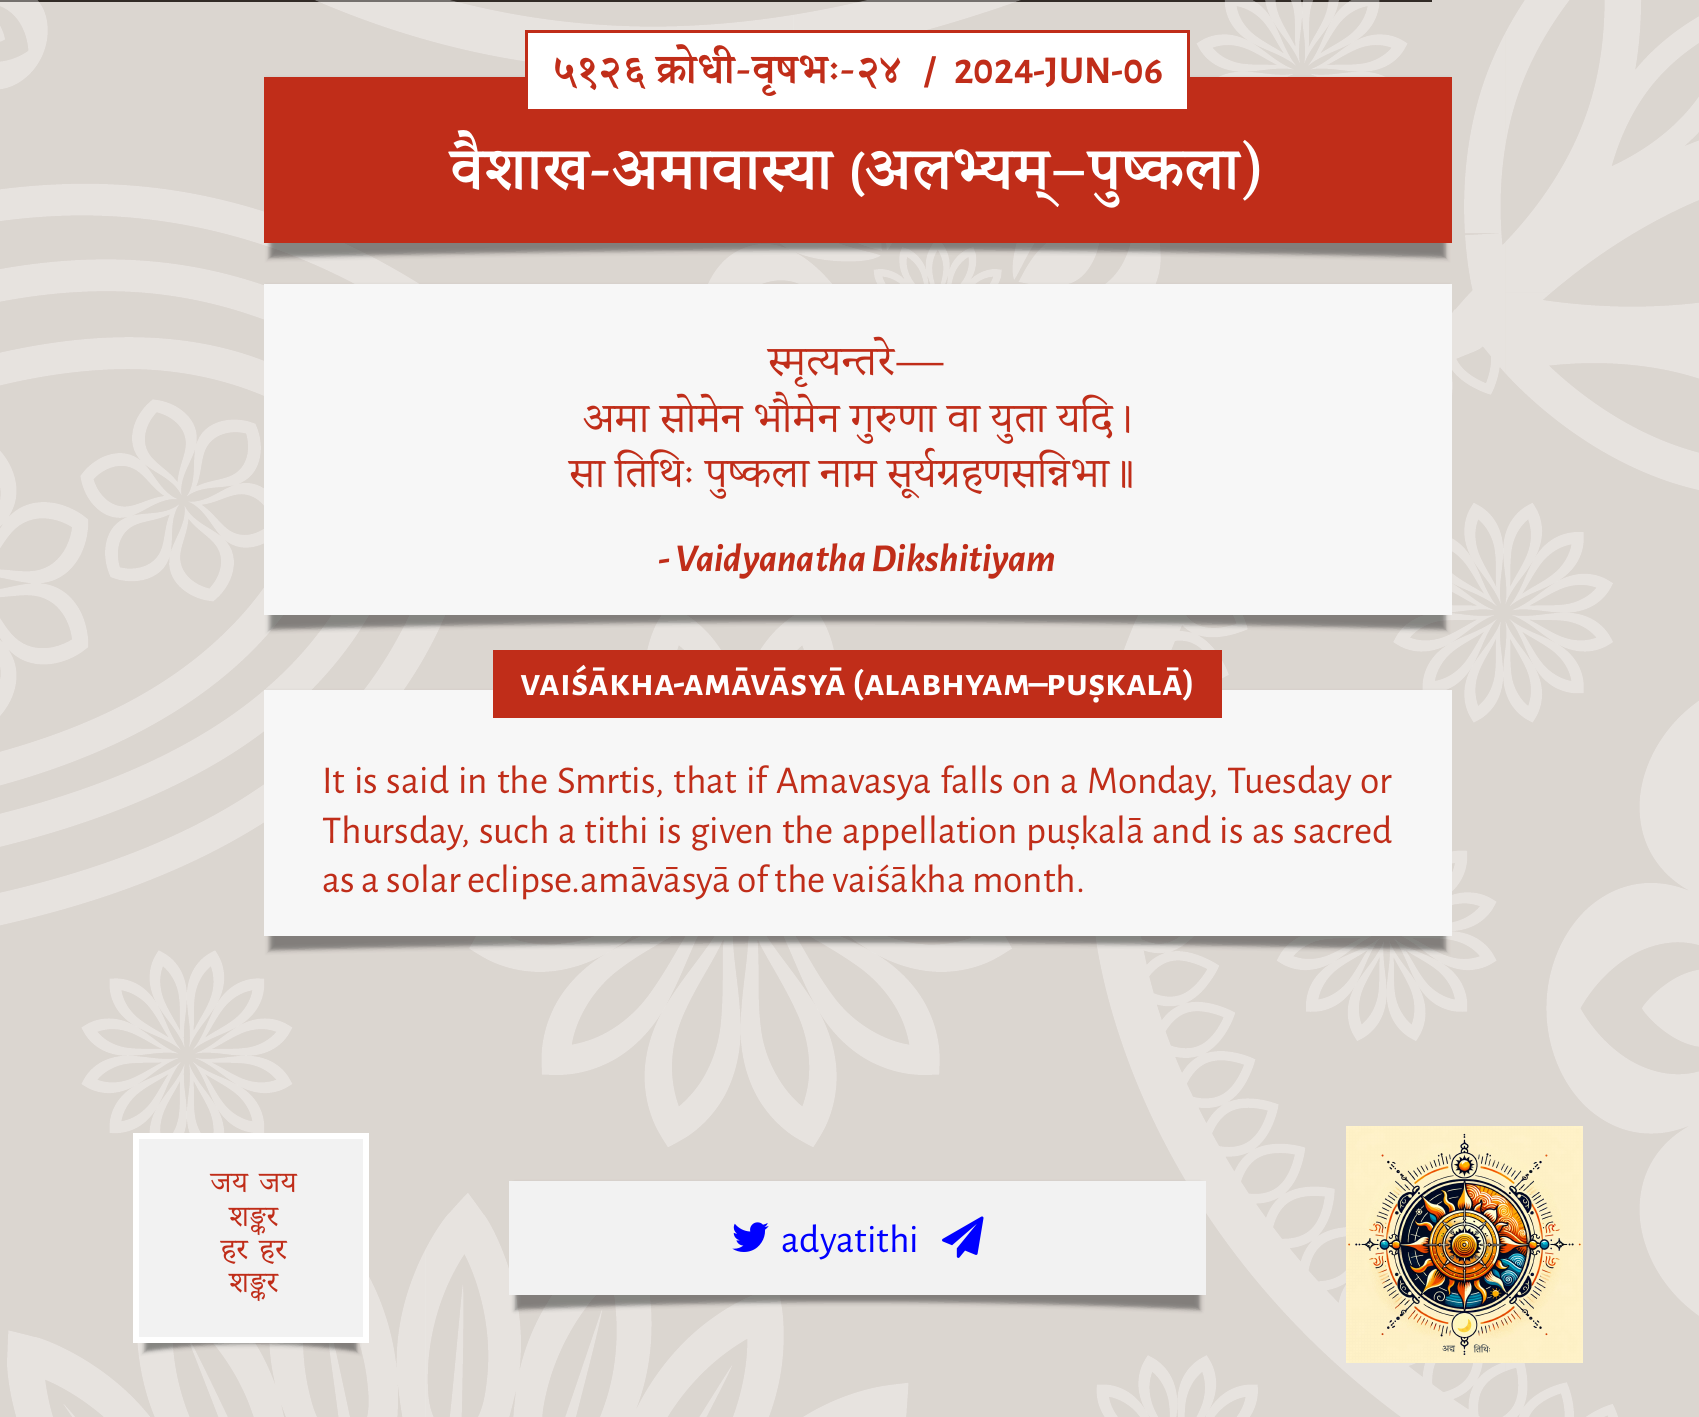 ५१२६ क्रोधी-वृषभः-२४ / 2024-JUN-06
वैशाख-अमावास्या (अलभ्यम्–पुष्कला)
स्मृत्यन्तरे—
अमा सोमेन भौमेन गुरुणा वा युता यदि।
सा तिथिः पुष्कला नाम सूर्यग्रहणसन्निभा॥
- Vaidyanatha Dikshitiyam
VAIŚĀKHA-AMĀVĀSYĀ (ALABHYAM–PUṢKALĀ)
It is said in the Smrtis, that if Amavasya falls on a Monday, Tuesday or
Thursday, such a tithi is given the appellation puṣkalā and is as sacred
as a solar eclipse.amāvāsyā of the vaiśākha month.
जय जय
शङ्कर
हर हर
शङ्कर
adyatithi
अद्य तिथिः